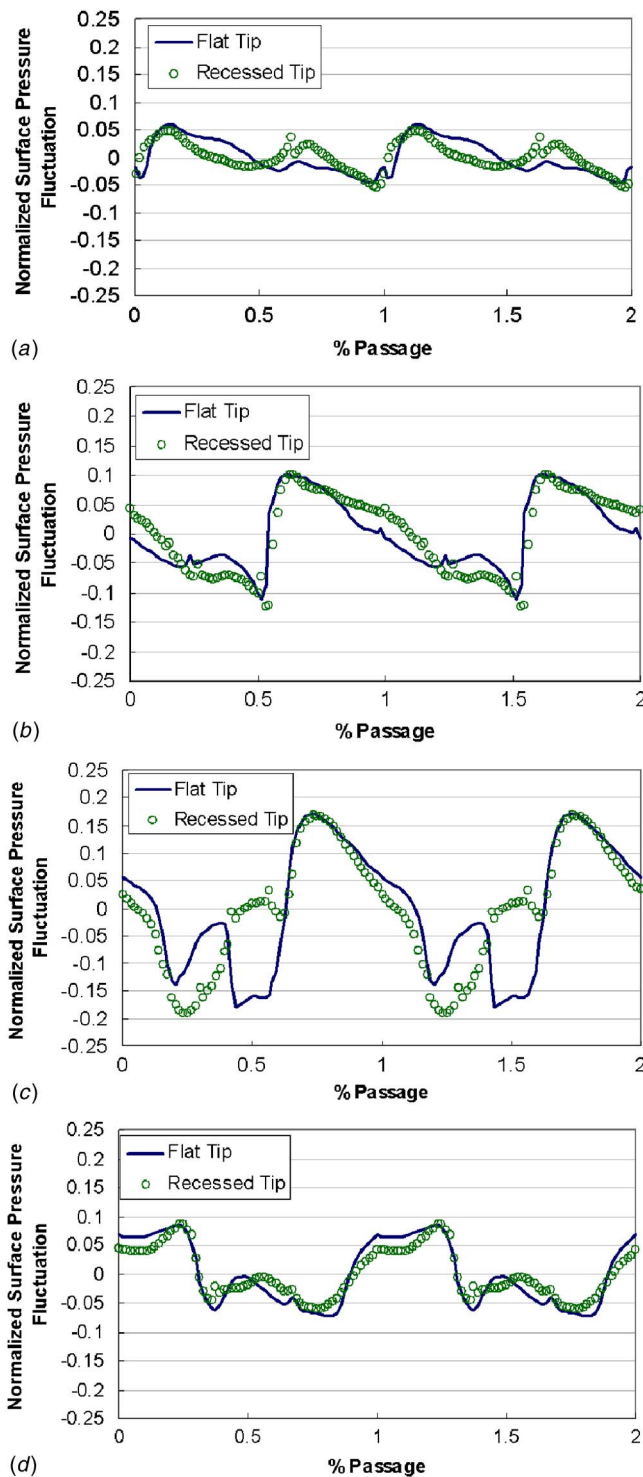 0.25
0.2
0.15
0.1
0.05
0
-0.05
-0.1
-0.15
-0.2
-0.25
Normalized Surface Pressure
Fluctuation
Flat Tip
Recessed Tip
0 0.5 1 1.5 2
% Passage
(a)
0.25
0.2
0.15
0.1
0.05
0
-0.05
-0.1
-0.15
-0.2
-0.25
Normalized Surface Pressure
Fluctuation
Flat Tip
Recessed Tip
0 0.5 1 1.5 2
% Passage
(b)
0.25
0.2
0.15
0.1
0.05
0
-0.05
-0.1
-0.15
-0.2
-0.25
Normalized Surface Pressure
Fluctuation
Flat Tip
Recessed Tip
0 0.5 1 1.5 2
% Passage
(c)
0.25
0.2
0.15
0.1
0.05
0
-0.05
-0.1
-0.15
-0.2
-0.25
Normalized Surface Pressure
Fluctuation
Flat Tip
Recessed Tip
0 0.5 1 1.5 2
% Passage
(d)